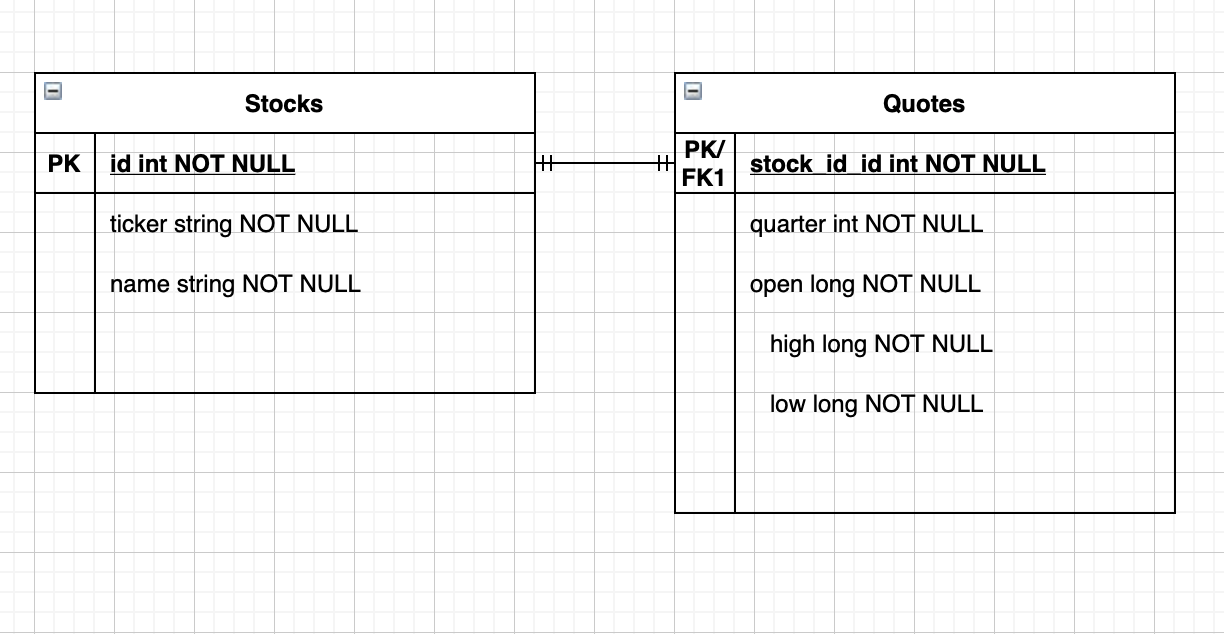 Stocks
PK
id int NOT NULL
ticker string NOT NULL
name string NOT NULL
Quotes
PK/
FK1
stock_id_id int NOT NULL
quarter int NOT NULL
open long NOT NULL
high long NOT NULL
low long NOT NULL